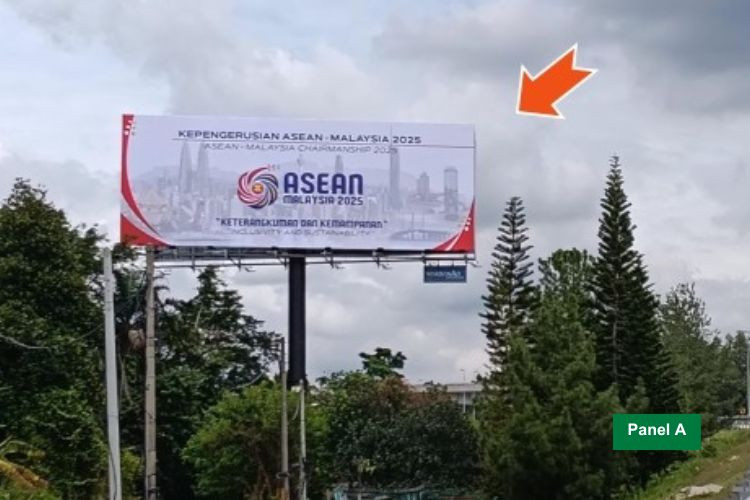 KEPENGERUSIAN ASEAN - MALAYSIA 2025
ASEAN - MALAYSIA CHAIRMANSHIP 2025
ASEAN
MALAYSIA 2025
"KETERANGKUMAN DAN KEMAMPANAN"
"INCLUSIVITY AND SUSTAINABILITY"
Panel A